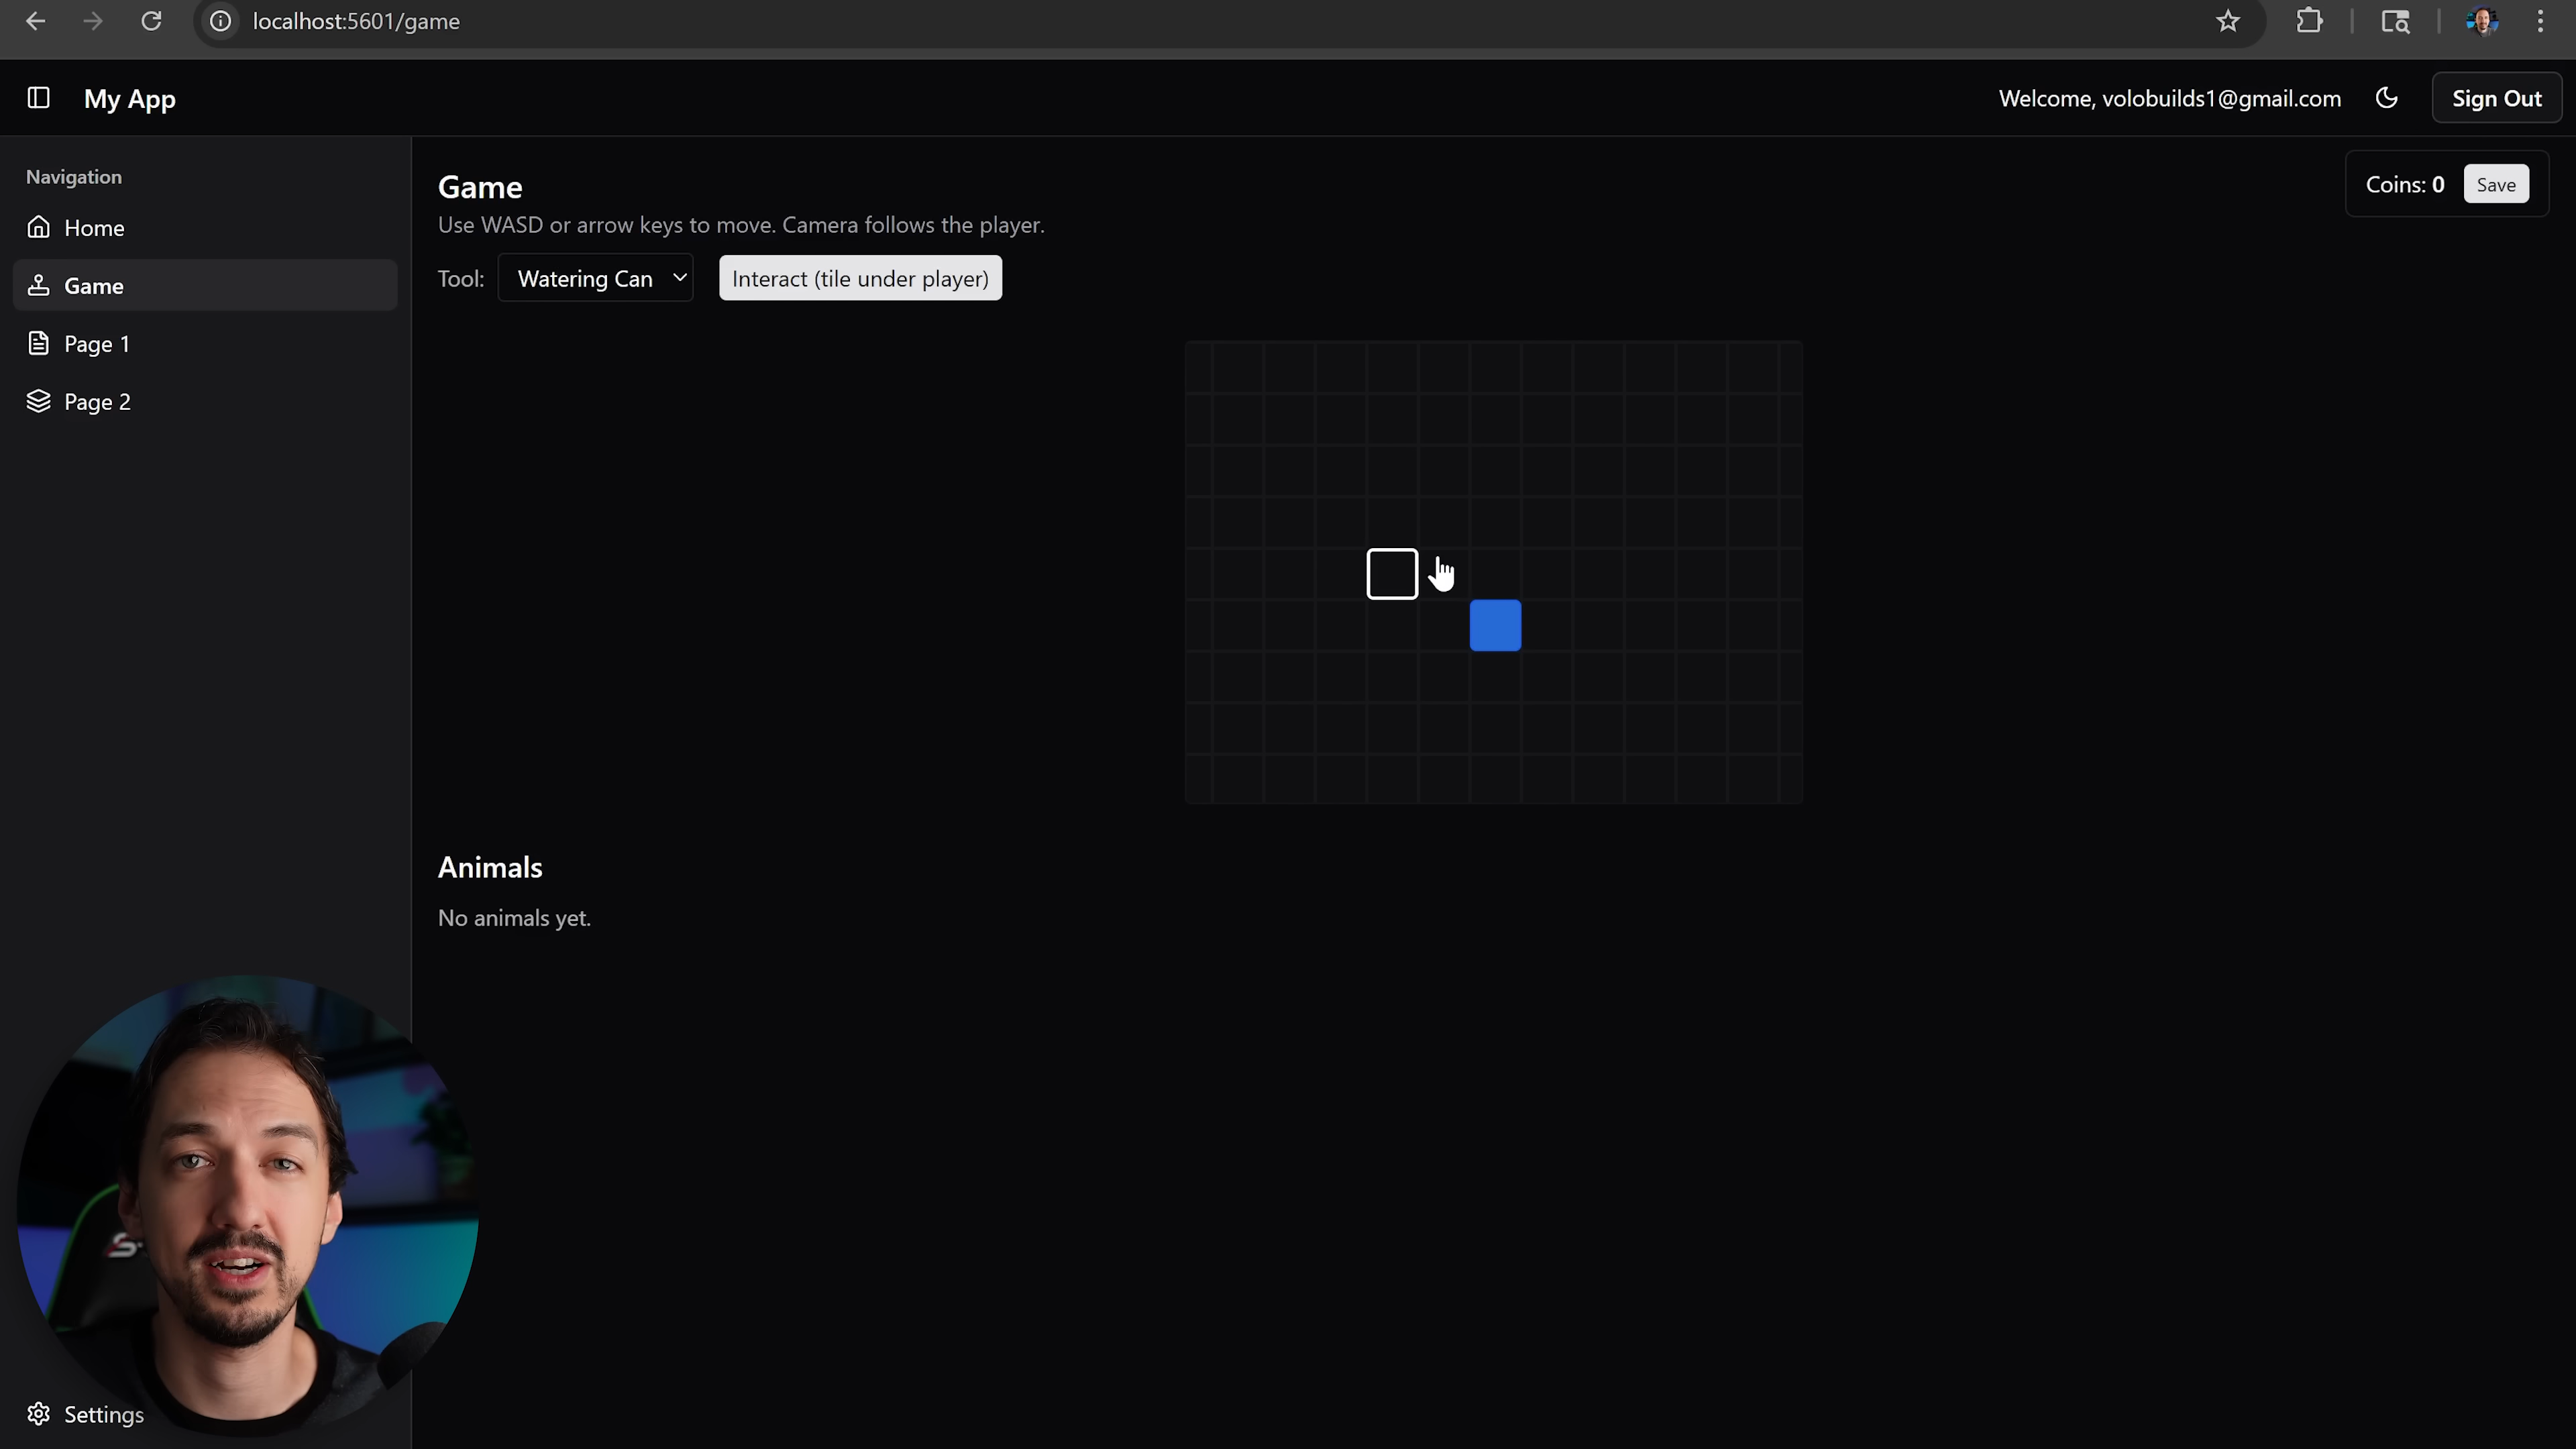 localhost:5601/game
My App
Welcome, volobuilds1@gmail.com
Sign Out
Navigation
Home
Game
Page 1
Page 2
Settings
Game
Use WASD or arrow keys to move. Camera follows the player.
Coins: 0
Save
Tool:
Watering Can
Interact (tile under player)
Animals
No animals yet.